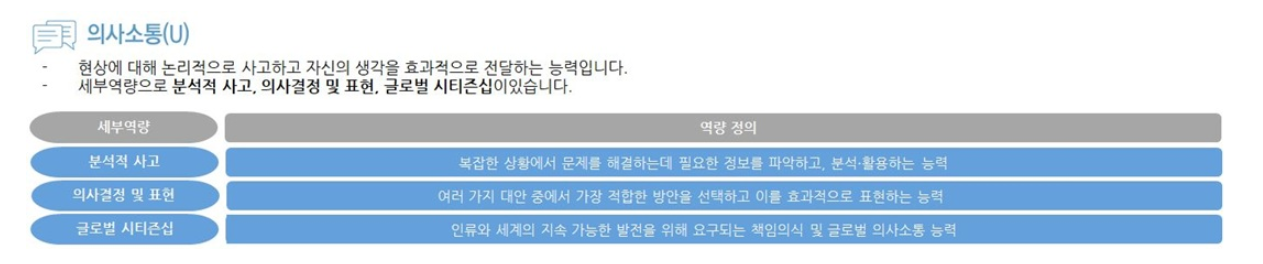 의사소통(U)
- 현상에 대해 논리적으로 사고하고 자신의 생각을 효과적으로 전달하는 능력입니다.
- 세부역량으로 분석적 사고, 의사결정 및 표현, 글로벌 시티즌십이있습니다.
세부역량 역량 정의
분석적 사고 복잡한 상황에서 문제를 해결하는데 필요한 정보를 파악하고, 분석·활용하는 능력
의사결정 및 표현 여러 가지 대안 중에서 가장 적합한 방안을 선택하고 이를 효과적으로 표현하는 능력
글로벌 시티즌십 인류와 세계의 지속 가능한 발전을 위해 요구되는 책임의식 및 글로벌 의사소통 능력